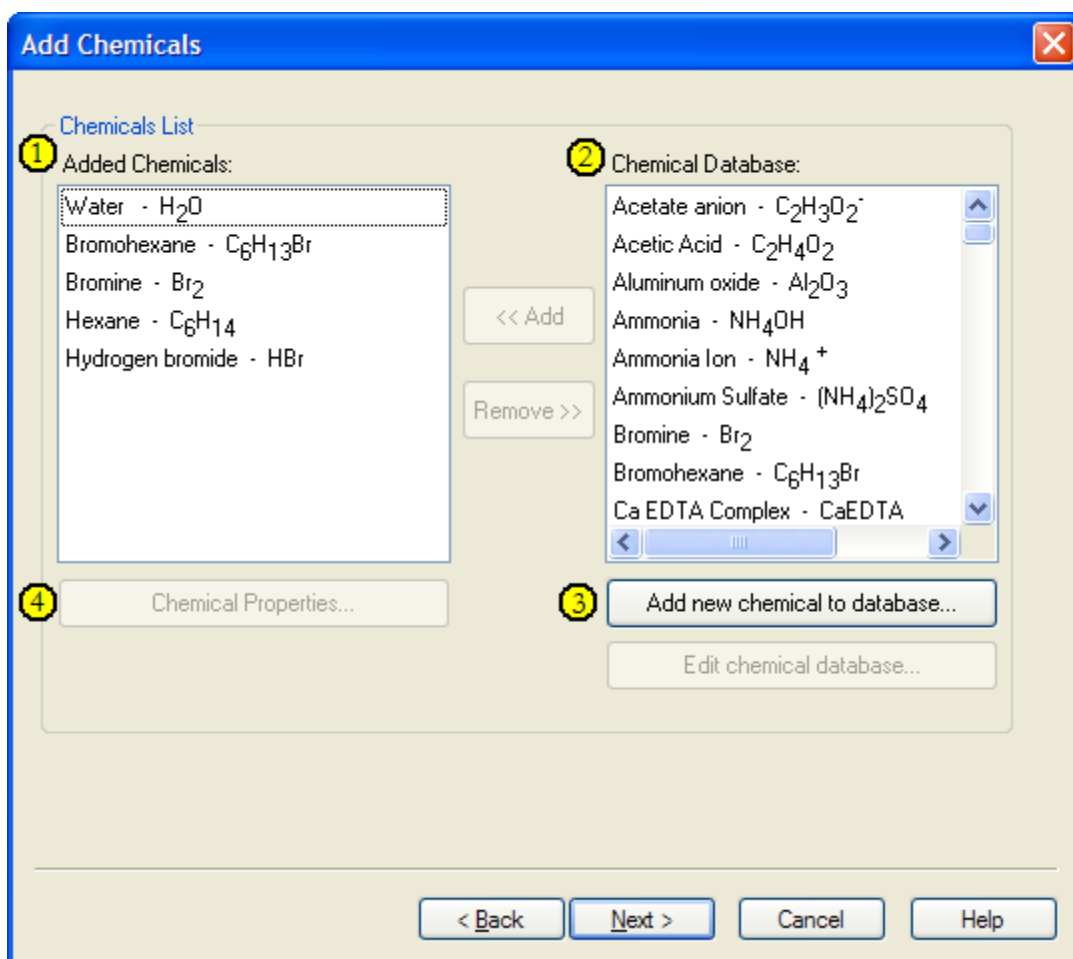 Add Chemicals
Chemicals List
1 Added Chemicals:
Water - H₂O
Bromohexane - C₆H₁₃Br
Bromine - Br₂
Hexane - C₆H₁₄
Hydrogen bromide - HBr
<< Add
Remove >>
2 Chemical Database:
Acetate anion - C₂H₃O₂⁻
Acetic Acid - C₂H₄O₂
Aluminum oxide - Al₂O₃
Ammonia - NH₄OH
Ammonia Ion - NH₄⁺
Ammonium Sulfate - (NH₄)₂SO₄
Bromine - Br₂
Bromohexane - C₆H₁₃Br
Ca EDTA Complex - CaEDTA
4 Chemical Properties...
3 Add new chemical to database...
Edit chemical database...
< Back
Next >
Cancel
Help